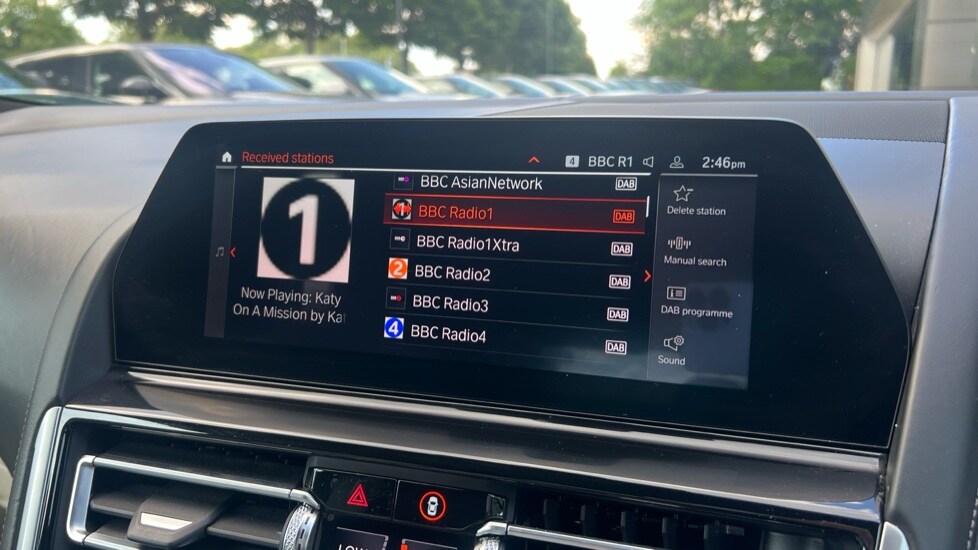 Received stations
4 BBC R1 2:46pm
1
Now Playing: Katy
On A Mission by Ka
BBC AsianNetwork DAB
BBC Radio1 DAB
BBC Radio1Xtra DAB
2 BBC Radio2 DAB
BBC Radio3 DAB
4 BBC Radio4 DAB
Delete station
Manual search
DAB programme
Sound
LOW